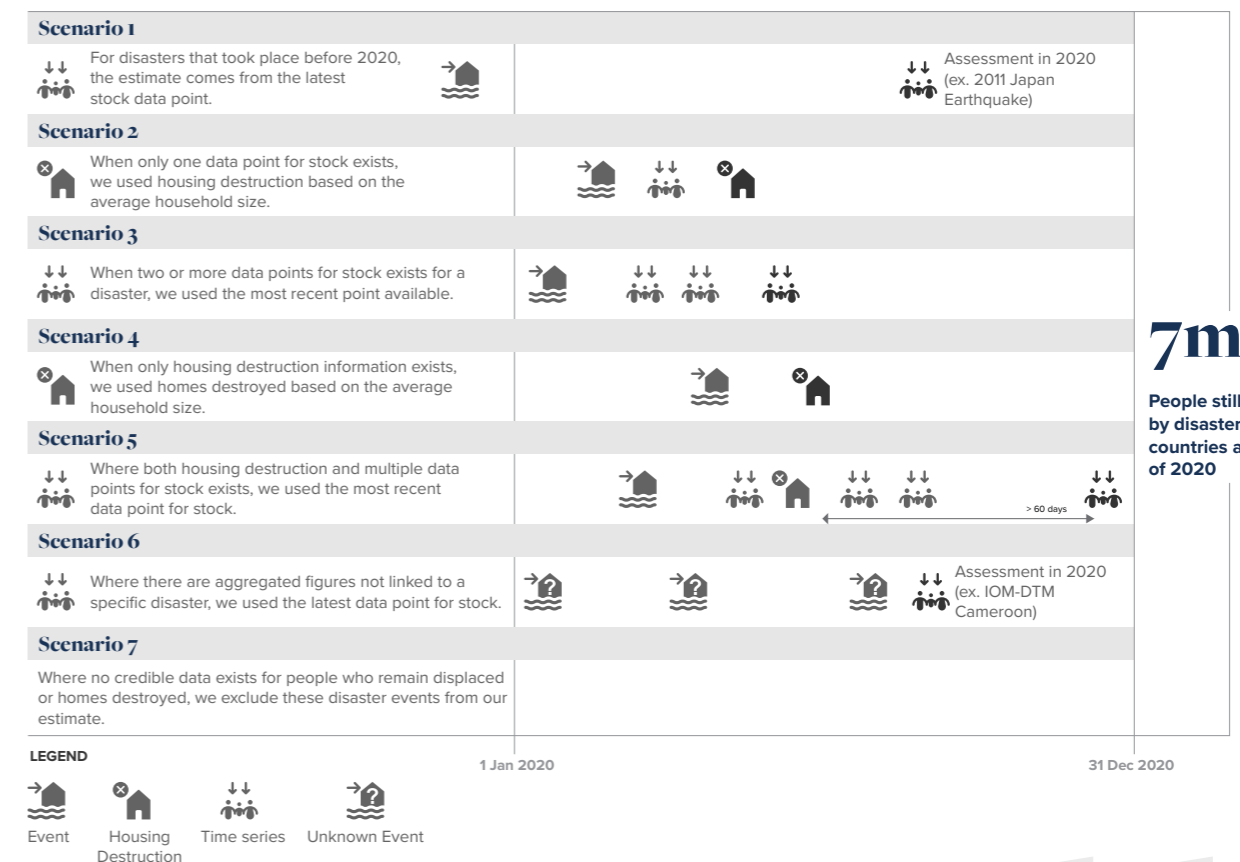 Scenario 1
For disasters that took place before 2020,
the estimate comes from the latest
stock data point.
Assessment in 2020
(ex. 2011 Japan
Earthquake)
Scenario 2
When only one data point for stock exists,
we used housing destruction based on the
average household size.
Scenario 3
When two or more data points for stock exists for a
disaster, we used the most recent point available.
Scenario 4
When only housing destruction information exists,
we used homes destroyed based on the average
household size.
Scenario 5
Where both housing destruction and multiple data
points for stock exists, we used the most recent
data point for stock.
> 60 days
Scenario 6
Where there are aggregated figures not linked to a
specific disaster, we used the latest data point for stock.
?
?
?
Assessment in 2020
(ex. IOM-DTM
Cameroon)
Scenario 7
Where no credible data exists for people who remain displaced
or homes destroyed, we exclude these disaster events from our
estimate.
7m
People still
by disaster
countries a
of 2020
1 Jan 2020
31 Dec 2020
LEGEND
?
Event
Housing
Destruction
Time series
Unknown Event